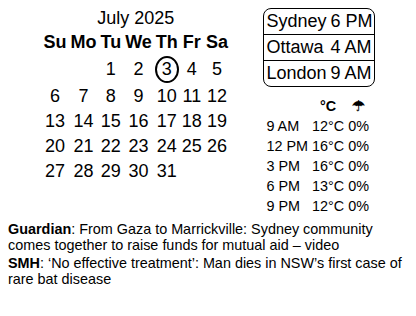 July 2025
Su Mo Tu We Th Fr Sa
1 2 3 4 5
6 7 8 9 10 11 12
13 14 15 16 17 18 19
20 21 22 23 24 25 26
27 28 29 30 31
Sydney 6 PM
Ottawa 4 AM
London 9 AM
°C ☂
9 AM 12°C 0%
12 PM 16°C 0%
3 PM 16°C 0%
6 PM 13°C 0%
9 PM 12°C 0%
Guardian: From Gaza to Marrickville: Sydney community
comes together to raise funds for mutual aid – video
SMH: ‘No effective treatment’: Man dies in NSW’s first case of
rare bat disease